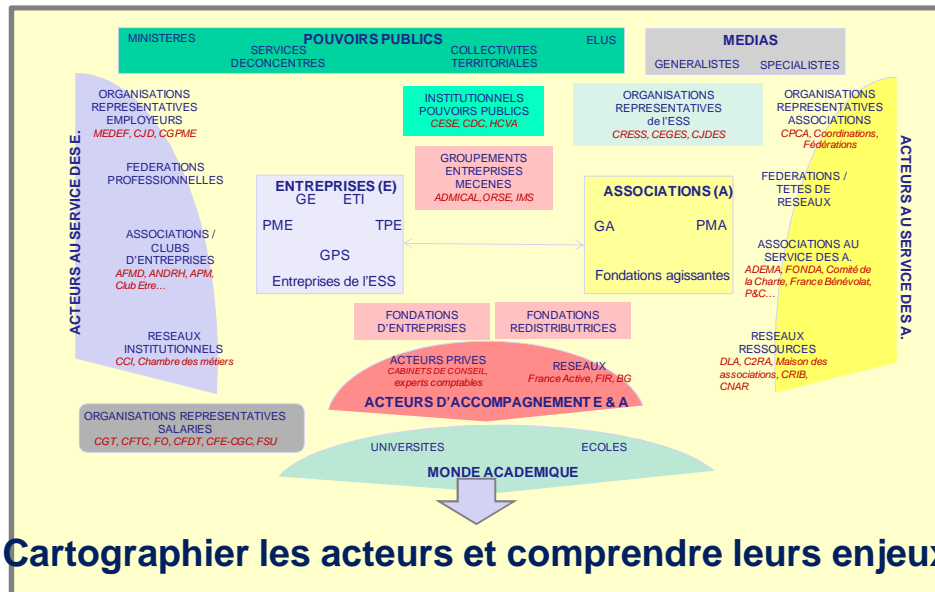 MINISTERES
POUVOIRS PUBLICS
ELUS
SERVICES
DECONCENTRES
COLLECTIVITES
TERRITORIALES
MEDIAS
GENERALISTES
SPECIALISTES
ACTEURS AU SERVICE DES E.
ORGANISATIONS
REPRESENTATIVES
EMPLOYEURS
MEDEF, CJD, CGPME
FEDERATIONS
PROFESSIONNELLES
ASSOCIATIONS /
CLUBS
D'ENTREPRISES
AFMD, ANDRH, APM,
Club Etre…
RESEAUX
INSTITUTIONNELS
CCI, Chambre des métiers
INSTITUTIONNELS
POUVOIRS PUBLICS
CESE, CDC, HCVA
ORGANISATIONS
REPRESENTATIVES
de l'ESS
CRESS, CEGES, CJDES
GROUPEMENTS
ENTREPRISES
MECENES
ADMICAL, ORSE, IMS
ENTREPRISES (E)
GE ETI
PME TPE
GPS
Entreprises de l'ESS
ASSOCIATIONS (A)
GA PMA
Fondations agissantes
ORGANISATIONS
REPRESENTATIVES
ASSOCIATIONS
CPCA, Coordinations,
Fédérations
FEDERATIONS /
TETES DE
RESEAUX
ASSOCIATIONS AU
SERVICE DES A.
ADEMA, FONDA, Comité de
la Charte, France Bénévolat,
P&C…
RESEAUX
RESSOURCES
DLA, C2RA, Maison des
associations, CRIB,
CNAR
ACTEURS AU SERVICE DES A.
FONDATIONS
D'ENTREPRISES
FONDATIONS
REDISTRIBUTRICES
ACTEURS PRIVES
CABINETS DE CONSEIL,
experts comptables
RESEAUX
France Active, FIR, BG
ACTEURS D'ACCOMPAGNEMENT E & A
ORGANISATIONS REPRESENTATIVES
SALARIES
CGT, CFTC, FO, CFDT, CFE-CGC, FSU
UNIVERSITES
ECOLES
MONDE ACADEMIQUE
Cartographier les acteurs et comprendre leurs enjeux